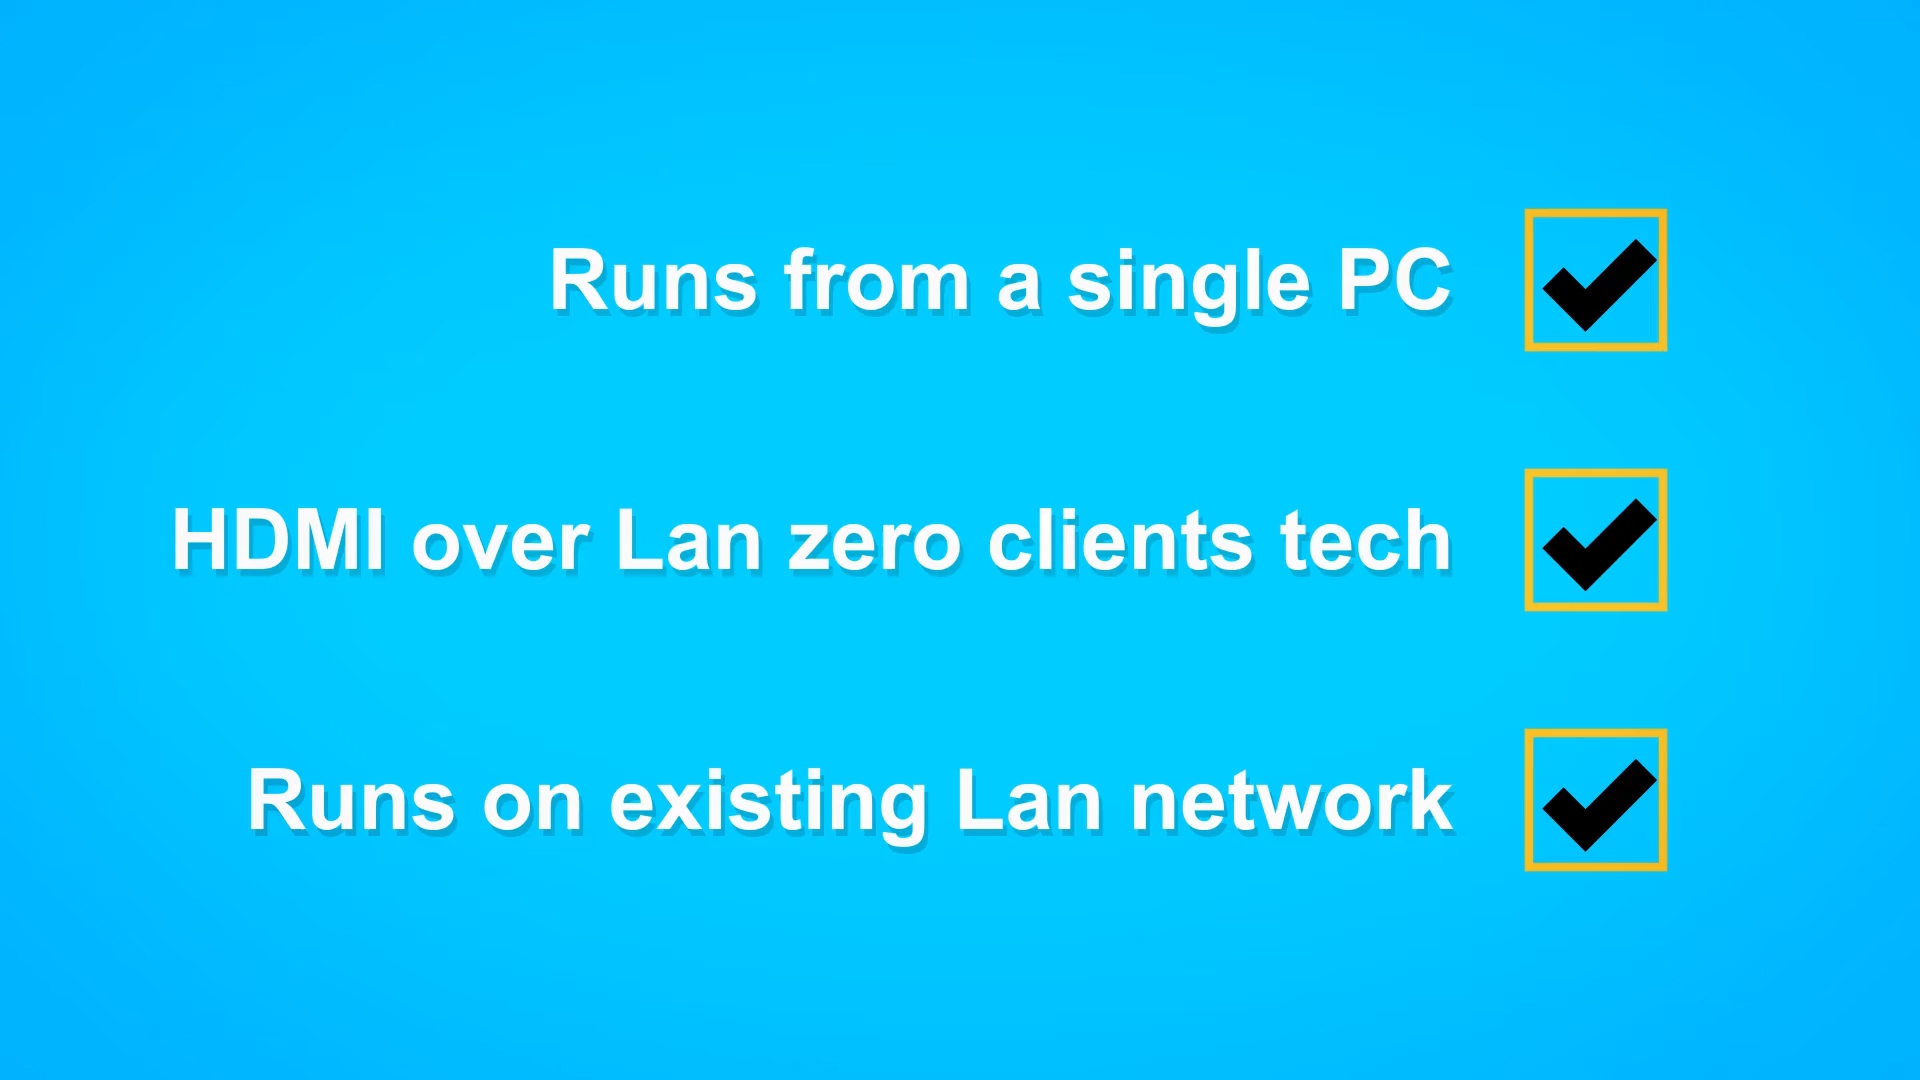 Runs from a single PC
HDMI over Lan zero clients tech
Runs on existing Lan network